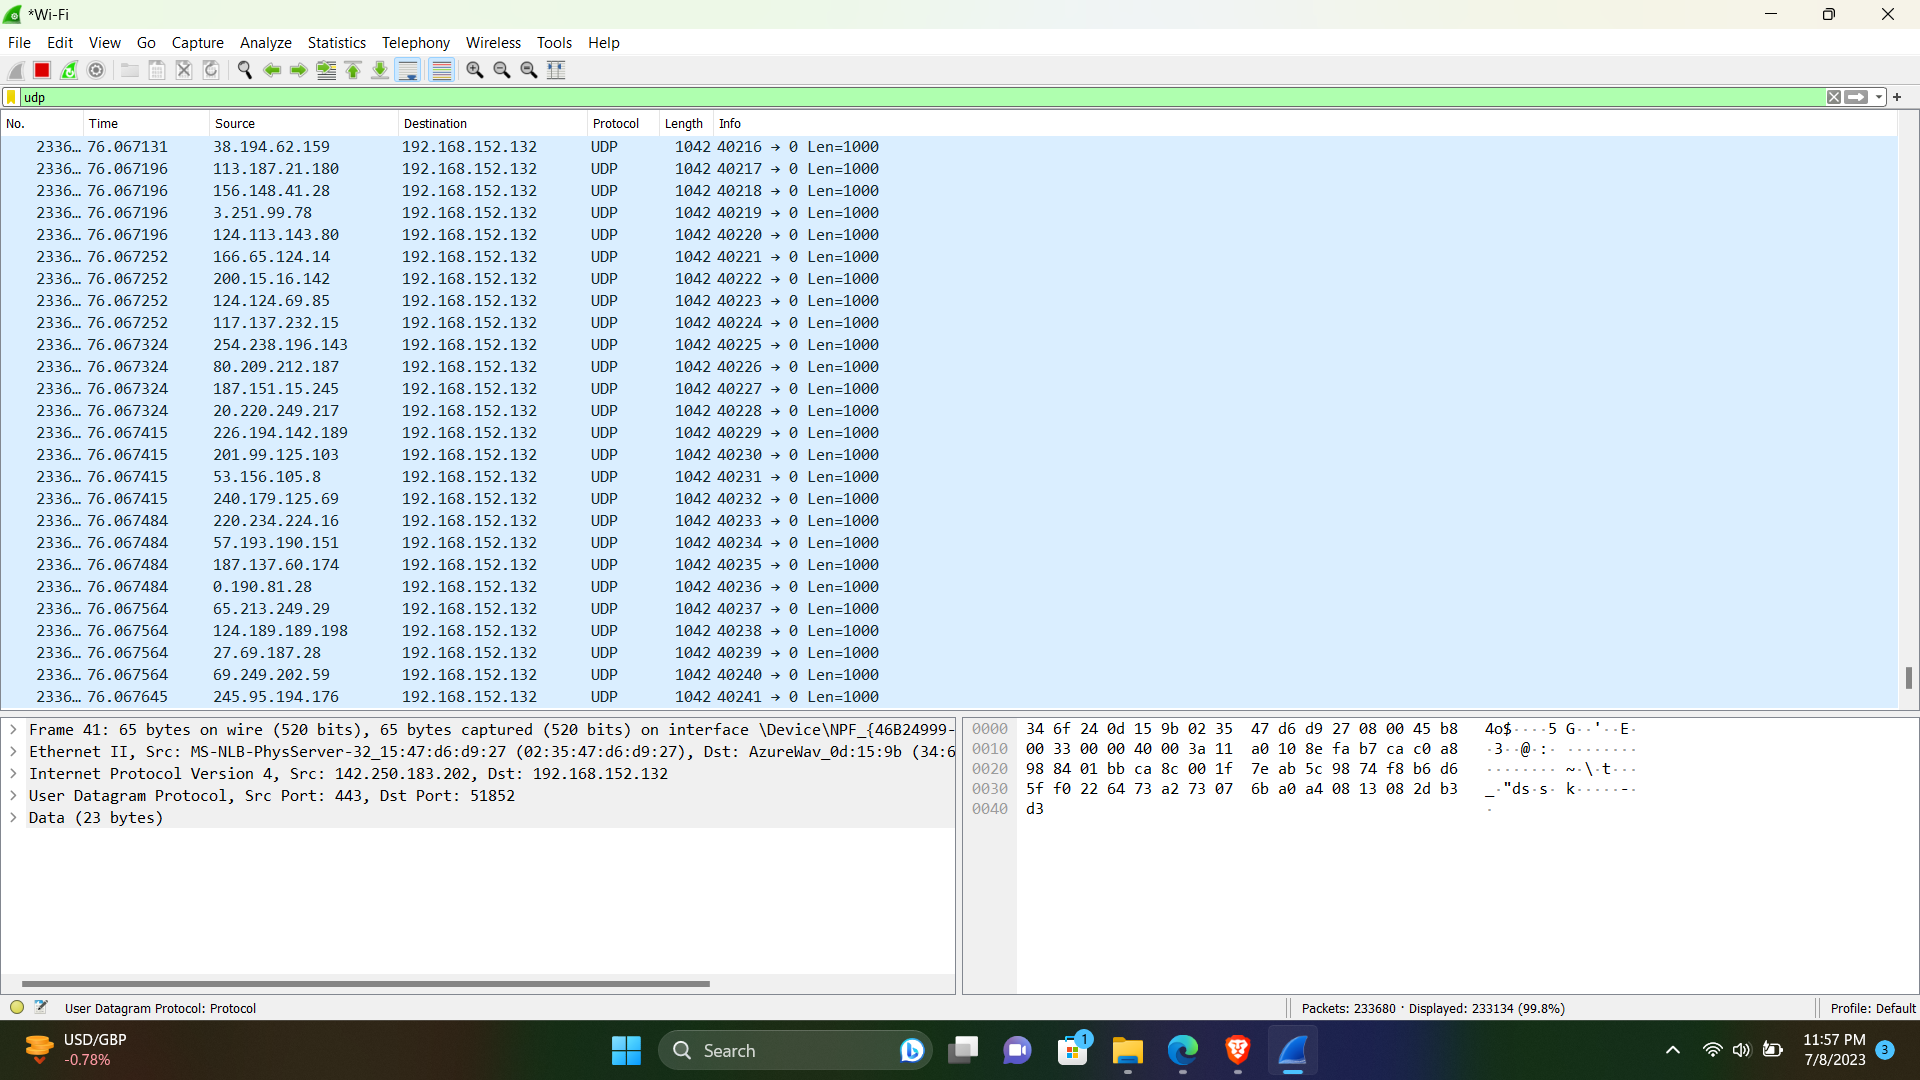 *Wi-Fi
File Edit View Go Capture Analyze Statistics Telephony Wireless Tools Help
udp
No. Time Source Destination Protocol Length Info
2336… 76.067131 38.194.62.159 192.168.152.132 UDP 1042 40216 → 0 Len=1000
2336… 76.067196 113.187.21.180 192.168.152.132 UDP 1042 40217 → 0 Len=1000
2336… 76.067196 156.148.41.28 192.168.152.132 UDP 1042 40218 → 0 Len=1000
2336… 76.067196 3.251.99.78 192.168.152.132 UDP 1042 40219 → 0 Len=1000
2336… 76.067196 124.113.143.80 192.168.152.132 UDP 1042 40220 → 0 Len=1000
2336… 76.067252 166.65.124.14 192.168.152.132 UDP 1042 40221 → 0 Len=1000
2336… 76.067252 200.15.16.142 192.168.152.132 UDP 1042 40222 → 0 Len=1000
2336… 76.067252 124.124.69.85 192.168.152.132 UDP 1042 40223 → 0 Len=1000
2336… 76.067252 117.137.232.15 192.168.152.132 UDP 1042 40224 → 0 Len=1000
2336… 76.067324 254.238.196.143 192.168.152.132 UDP 1042 40225 → 0 Len=1000
2336… 76.067324 80.209.212.187 192.168.152.132 UDP 1042 40226 → 0 Len=1000
2336… 76.067324 187.151.15.245 192.168.152.132 UDP 1042 40227 → 0 Len=1000
2336… 76.067324 20.220.249.217 192.168.152.132 UDP 1042 40228 → 0 Len=1000
2336… 76.067415 226.194.142.189 192.168.152.132 UDP 1042 40229 → 0 Len=1000
2336… 76.067415 201.99.125.103 192.168.152.132 UDP 1042 40230 → 0 Len=1000
2336… 76.067415 53.156.105.8 192.168.152.132 UDP 1042 40231 → 0 Len=1000
2336… 76.067415 240.179.125.69 192.168.152.132 UDP 1042 40232 → 0 Len=1000
2336… 76.067484 220.234.224.16 192.168.152.132 UDP 1042 40233 → 0 Len=1000
2336… 76.067484 57.193.190.151 192.168.152.132 UDP 1042 40234 → 0 Len=1000
2336… 76.067484 187.137.60.174 192.168.152.132 UDP 1042 40235 → 0 Len=1000
2336… 76.067484 0.190.81.28 192.168.152.132 UDP 1042 40236 → 0 Len=1000
2336… 76.067564 65.213.249.29 192.168.152.132 UDP 1042 40237 → 0 Len=1000
2336… 76.067564 124.189.189.198 192.168.152.132 UDP 1042 40238 → 0 Len=1000
2336… 76.067564 27.69.187.28 192.168.152.132 UDP 1042 40239 → 0 Len=1000
2336… 76.067564 69.249.202.59 192.168.152.132 UDP 1042 40240 → 0 Len=1000
2336… 76.067645 245.95.194.176 192.168.152.132 UDP 1042 40241 → 0 Len=1000
Frame 41: 65 bytes on wire (520 bits), 65 bytes captured (520 bits) on interface \Device\NPF_{46B24999-
Ethernet II, Src: MS-NLB-PhysServer-32_15:47:d6:d9:27 (02:35:47:d6:d9:27), Dst: AzureWav_0d:15:9b (34:6
Internet Protocol Version 4, Src: 142.250.183.202, Dst: 192.168.152.132
User Datagram Protocol, Src Port: 443, Dst Port: 51852
Data (23 bytes)
0000 34 6f 24 0d 15 9b 02 35 47 d6 d9 27 08 00 45 b8 4o$····5 G··'··E·
0010 00 33 00 00 40 00 3a 11 a0 10 8e fa b7 ca c0 a8 ·3··@·:· ········
0020 98 84 01 bb ca 8c 00 1f 7e ab 5c 98 74 f8 b6 d6 ········ ~·\·t···
0030 5f f0 22 64 73 a2 73 07 6b a0 a4 08 13 08 2d b3 _·"ds·s· k·····-·
0040 d3 ·
User Datagram Protocol: Protocol
Packets: 233680 · Displayed: 233134 (99.8%)
Profile: Default
USD/GBP
-0.78%
Search
1
11:57 PM
7/8/2023
3